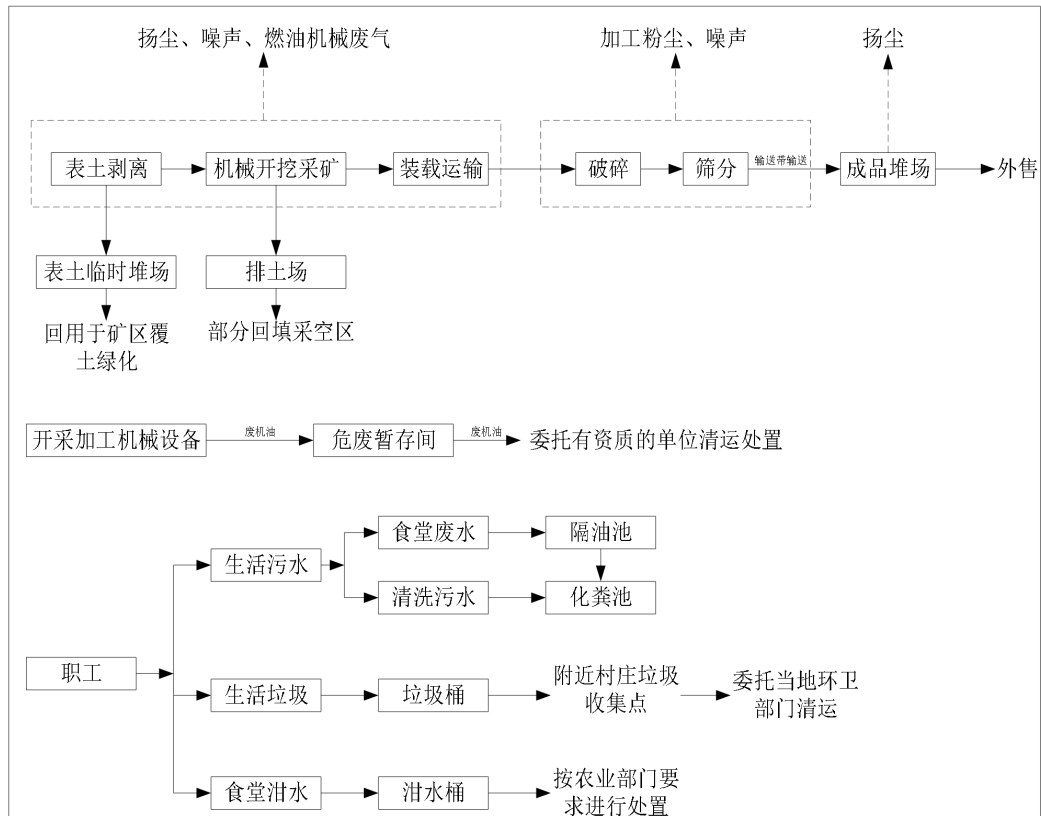 扬尘、噪声、燃油机械废气
加工粉尘、噪声
扬尘
表土剥离
机械开挖采矿
装载运输
破碎
筛分
输送带输送
成品堆场
外售
表土临时堆场
排土场
回用于矿区覆
土绿化
部分回填采空区
开采加工机械设备
废机油
危废暂存间
废机油
委托有资质的单位清运处置
食堂废水
隔油池
生活污水
清洗污水
化粪池
职工
生活垃圾
垃圾桶
附近村庄垃圾
收集点
委托当地环卫
部门清运
食堂泔水
泔水桶
按农业部门要
求进行处置